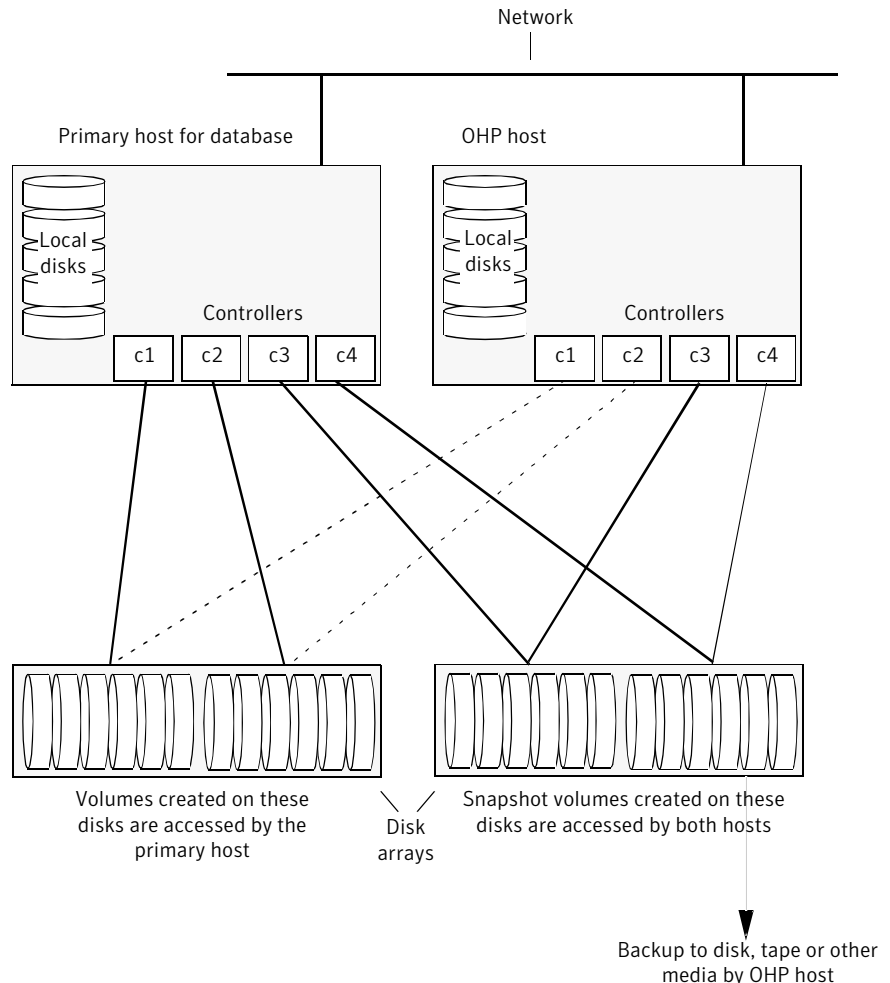 Network
Primary host for database
OHP host
Local
disks
Local
disks
Controllers
Controllers
c1 c2 c3 c4
c1 c2 c3 c4
Volumes created on these
disks are accessed by the
primary host
Disk
arrays
Snapshot volumes created on these
disks are accessed by both hosts
Backup to disk, tape or other
media by OHP host